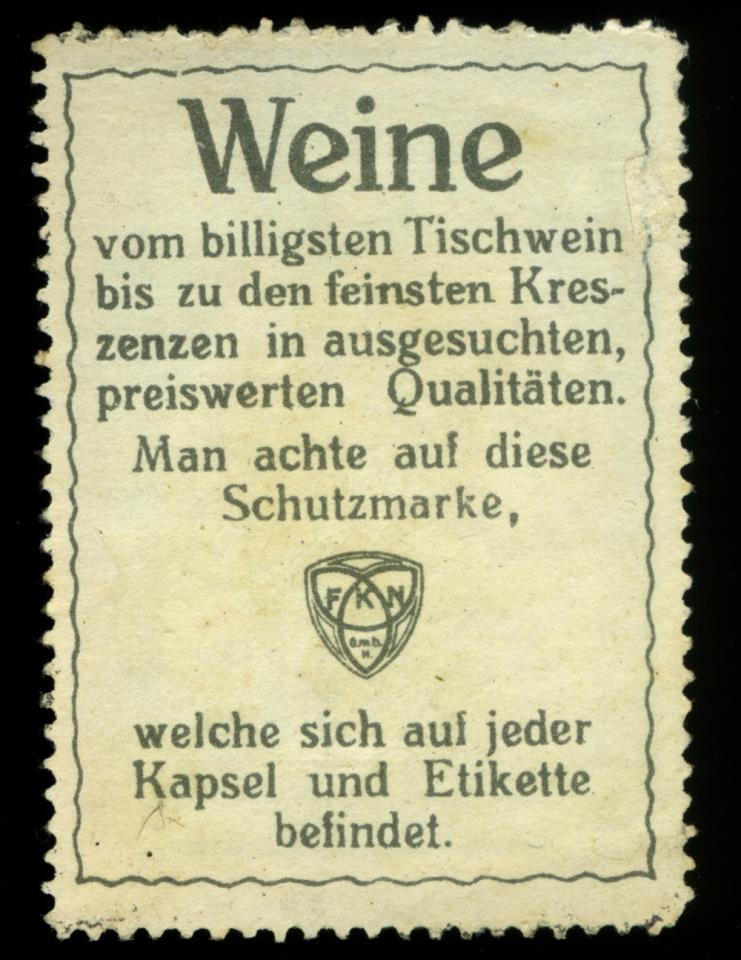 Weine
vom billigsten Tischwein
bis zu den feinsten Kres-
zenzen in ausgesuchten,
preiswerten Qualitäten.
Man achte auf diese
Schutzmarke,
F K N
G.m.b.
H.
welche sich auf jeder
Kapsel und Etikette
befindet.